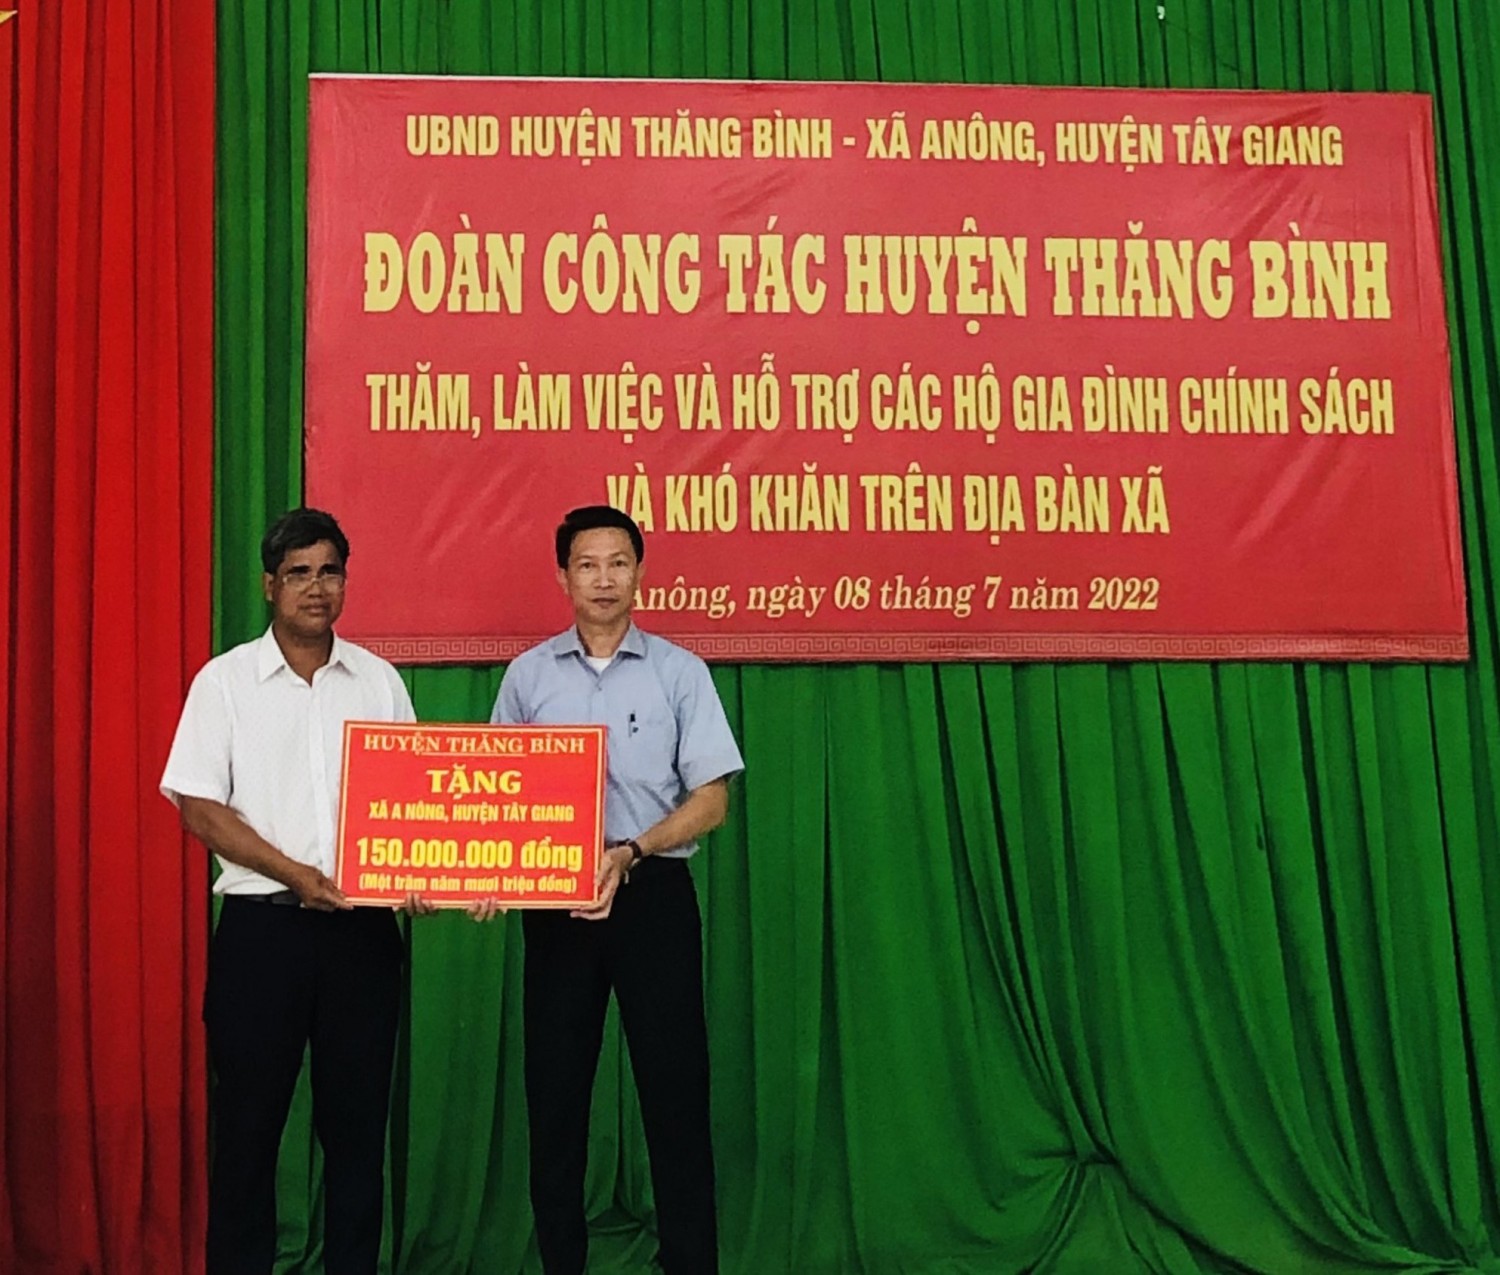 UBND HUYỆN THĂNG BÌNH - XÃ ANÔNG, HUYỆN TÂY GIANG
ĐOÀN CÔNG TÁC HUYỆN THĂNG BÌNH
THĂM, LÀM VIỆC VÀ HỖ TRỢ CÁC HỘ GIA ĐÌNH CHÍNH SÁCH
VÀ KHÓ KHĂN TRÊN ĐỊA BÀN XÃ
Anông, ngày 08 tháng 7 năm 2022
HUYỆN THĂNG BÌNH
TẶNG
XÃ A NÔNG, HUYỆN TÂY GIANG
150.000.000 đồng
(Một trăm năm mươi triệu đồng)